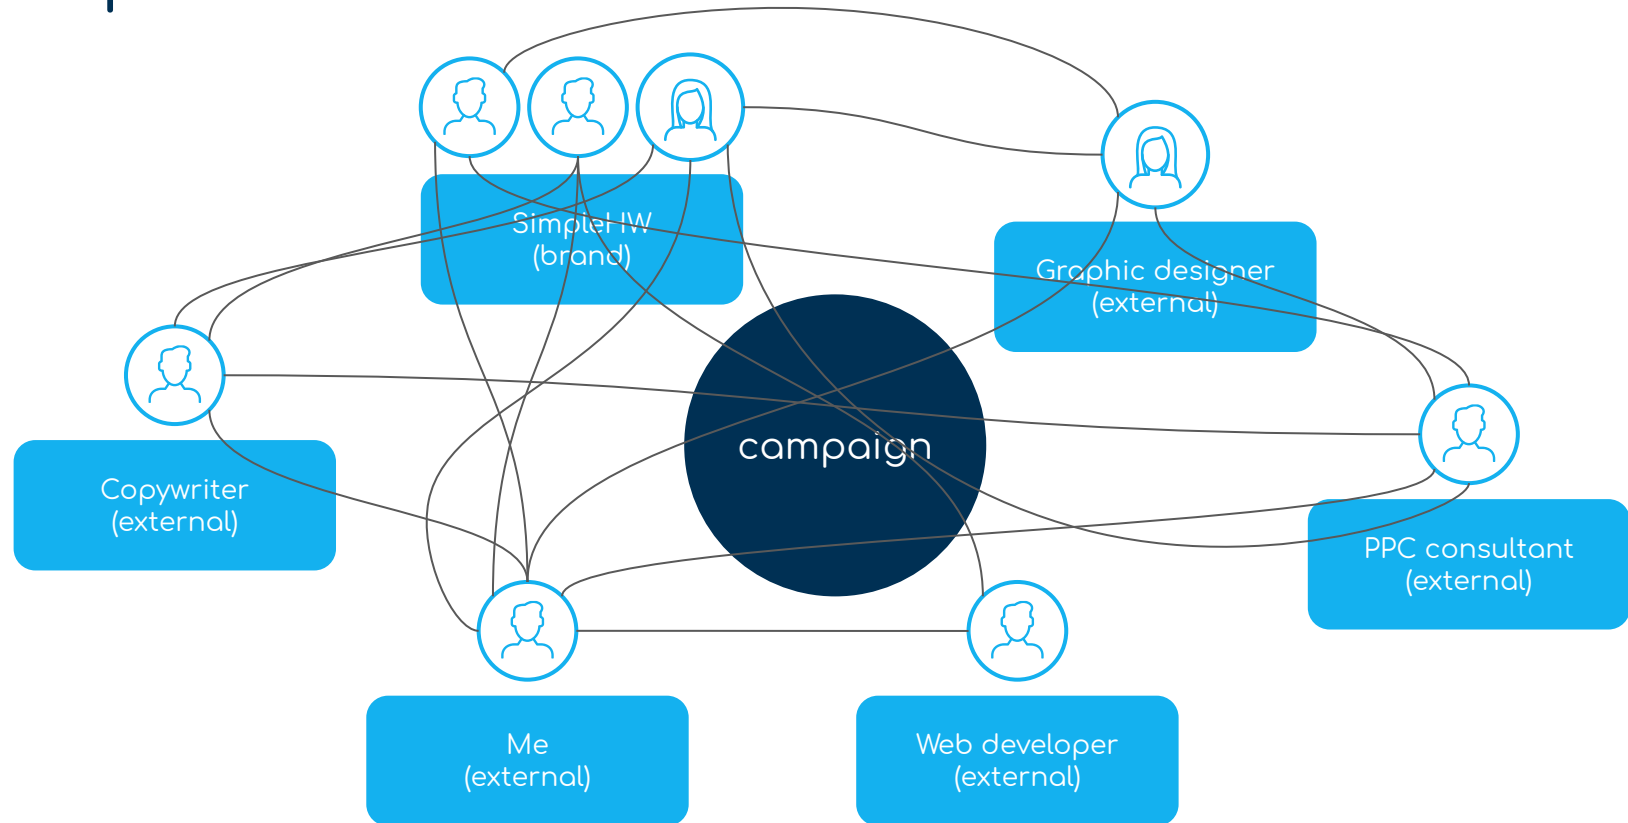 SimpleHW
(brand)
Graphic designer
(external)
campaign
Copywriter
(external)
PPC consultant
(external)
Me
(external)
Web developer
(external)